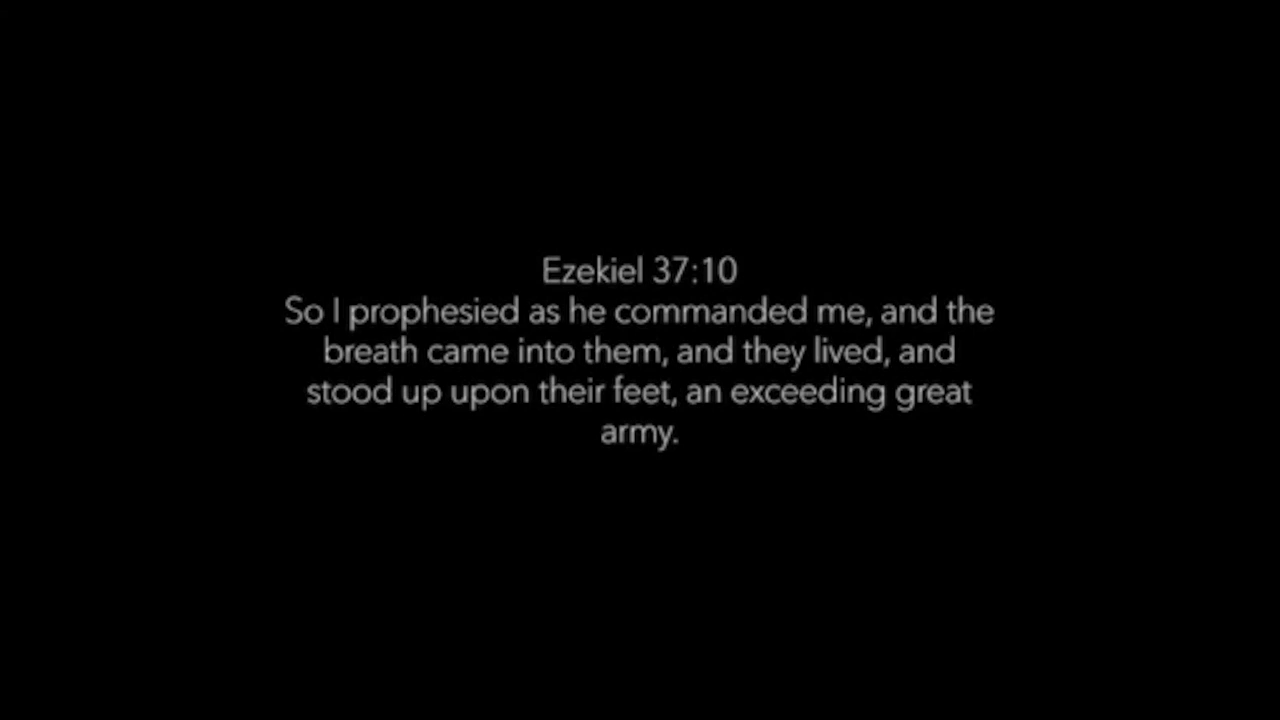 Ezekiel 37:10
So I prophesied as he commanded me, and the
breath came into them, and they lived, and
stood up upon their feet, an exceeding great
army.